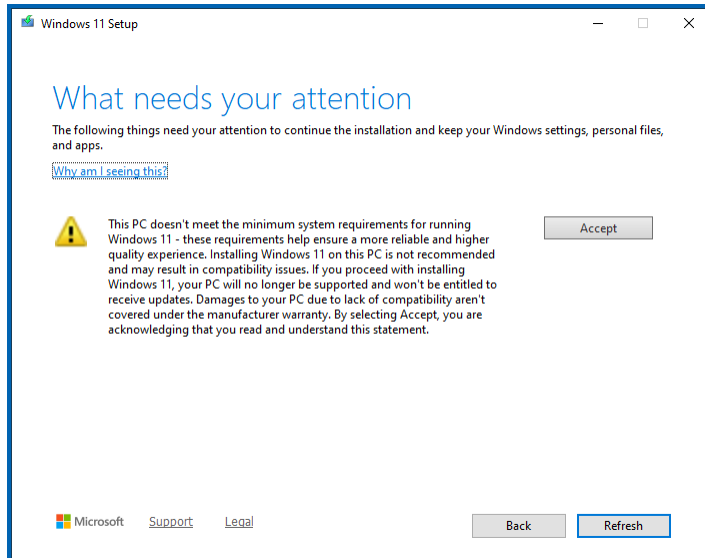 Windows 11 Setup
What needs your attention
The following things need your attention to continue the installation and keep your Windows settings, personal files,
and apps.
Why am I seeing this?
This PC doesn't meet the minimum system requirements for running
Windows 11 - these requirements help ensure a more reliable and higher
quality experience. Installing Windows 11 on this PC is not recommended
and may result in compatibility issues. If you proceed with installing
Windows 11, your PC will no longer be supported and won't be entitled to
receive updates. Damages to your PC due to lack of compatibility aren't
covered under the manufacturer warranty. By selecting Accept, you are
acknowledging that you read and understand this statement.
Accept
Microsoft Support Legal Back Refresh